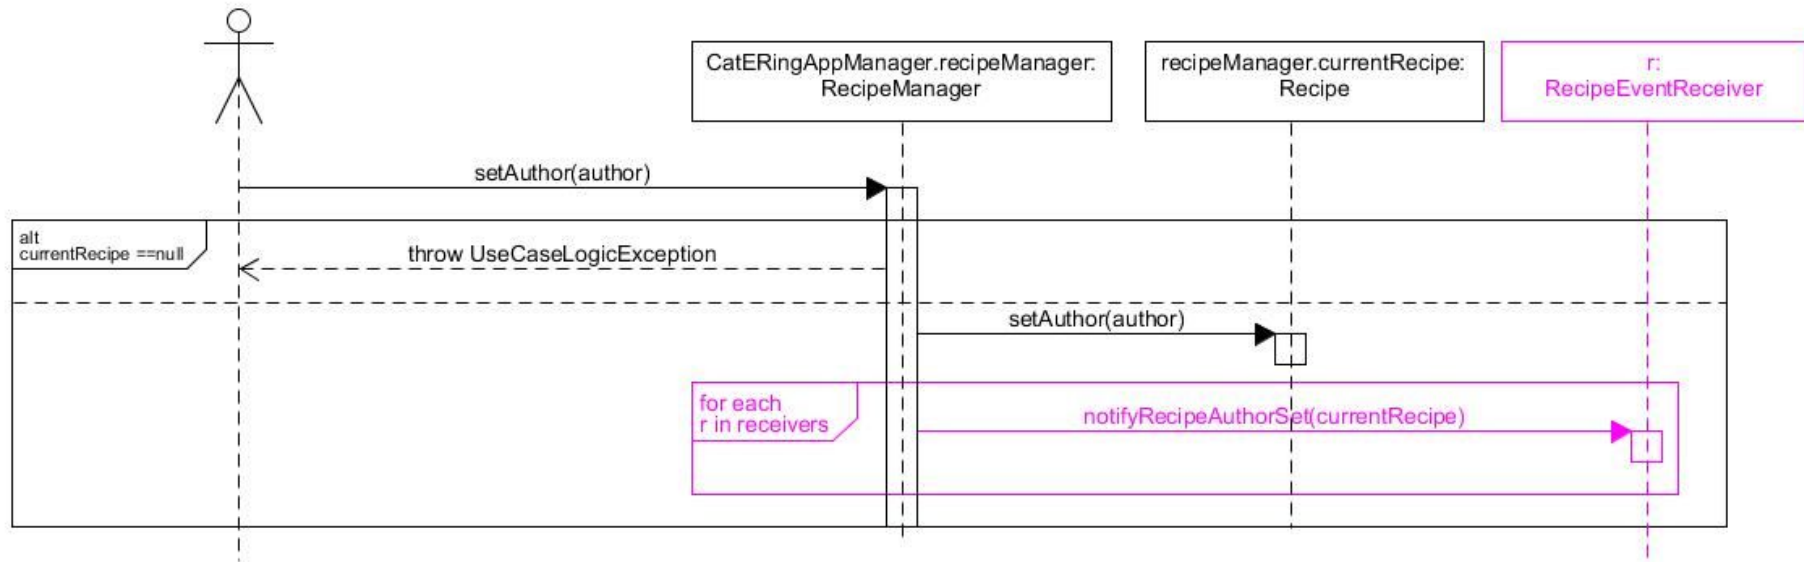 CatERingAppManager.recipeManager:
RecipeManager
recipeManager.currentRecipe:
Recipe
r:
RecipeEventReceiver
setAuthor(author)
alt
currentRecipe ==null
throw UseCaseLogicException
setAuthor(author)
for each
r in receivers
notifyRecipeAuthorSet(currentRecipe)